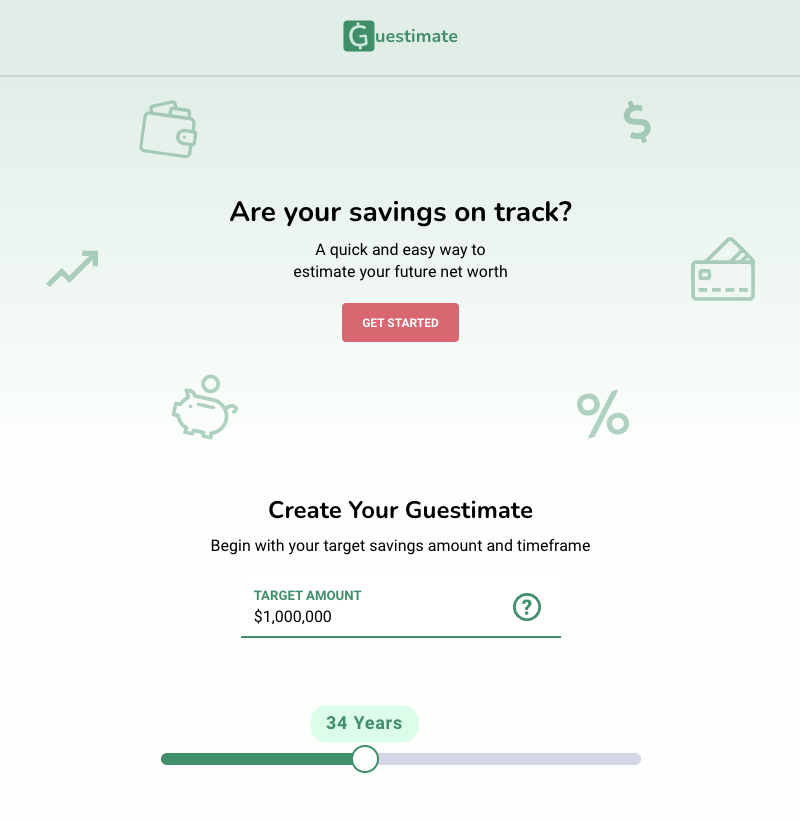 Guestimate
$
Are your savings on track?
A quick and easy way to
estimate your future net worth
GET STARTED
%
Create Your Guestimate
Begin with your target savings amount and timeframe
TARGET AMOUNT
$1,000,000
?
34 Years